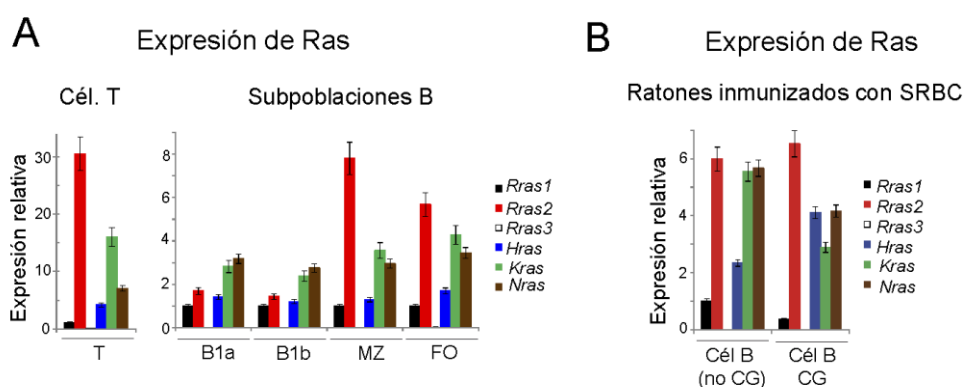 A
Expresión de Ras
Cél. T
Subpoblaciones B
Expresión relativa
30
20
10
0
T
8
6
4
2
0
B1a
B1b
MZ
FO
Rras1
Rras2
Rras3
Hras
Kras
Nras
B
Expresión de Ras
Ratones inmunizados con SRBC
Expresión relativa
6
4
2
0
Cél B
(no CG)
Cél B
CG
Rras1
Rras2
Rras3
Hras
Kras
Nras